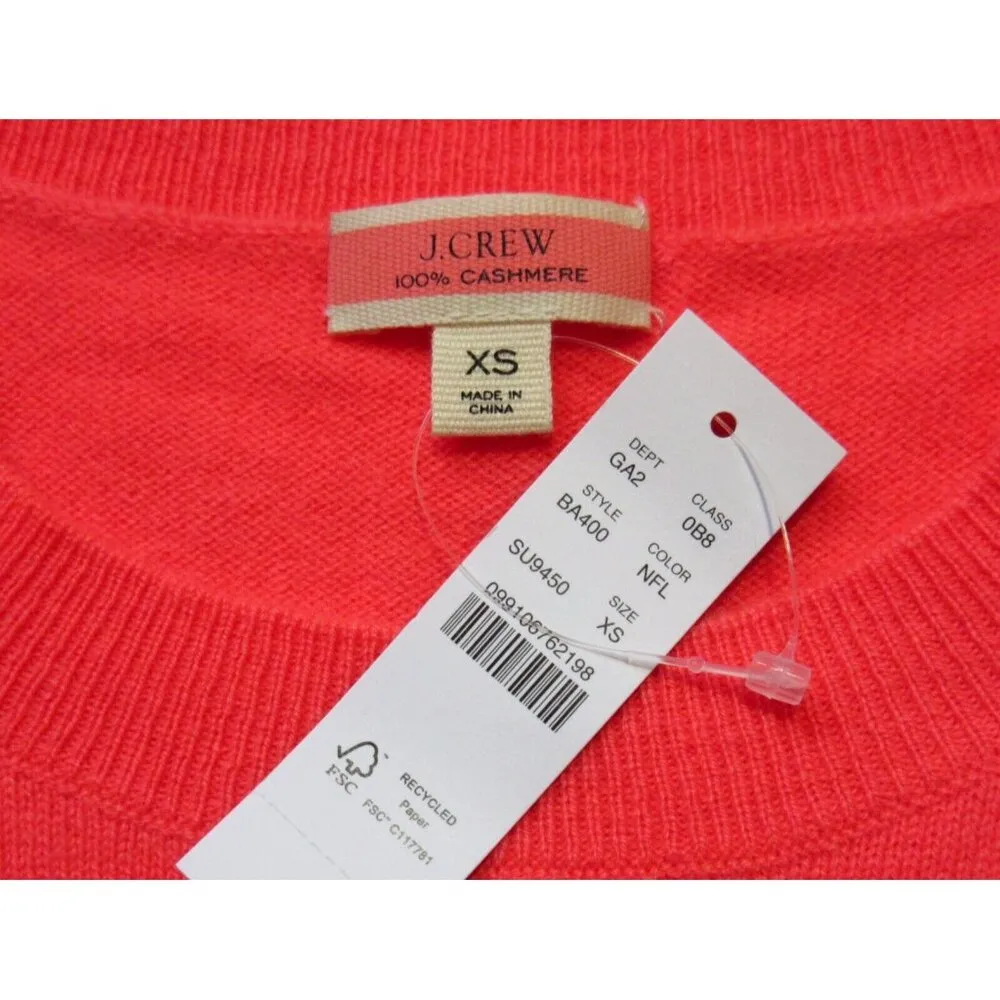 J.CREW
100% CASHMERE
XS
MADE IN
CHINA
DEPT CLASS
GA2 0B8
STYLE COLOR
BA400 NFL
SU9450 SIZE
XS
099106762198
FSC
RECYCLED
Paper
FSC™ C117781